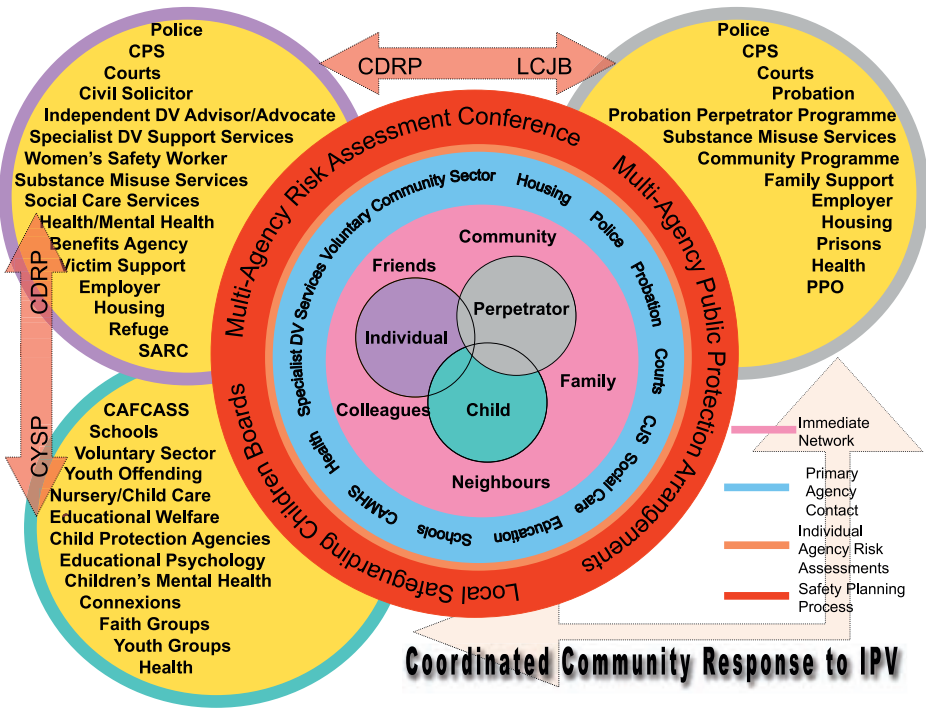 Police
CPS
Courts
Civil Solicitor
Independent DV Advisor/Advocate
Specialist DV Support Services
Women's Safety Worker
Substance Misuse Services
Social Care Services
Health/Mental Health
Benefits Agency
Victim Support
Employer
Housing
Refuge
SARC
CDRP LCJB
Police
CPS
Courts
Probation
Probation Perpetrator Programme
Substance Misuse Services
Community Programme
Family Support
Employer
Housing
Prisons
Health
PPO
CDRP
CYSP
CAFCASS
Schools
Voluntary Sector
Youth Offending
Nursery/Child Care
Educational Welfare
Child Protection Agencies
Educational Psychology
Children's Mental Health
Connexions
Faith Groups
Youth Groups
Health
Multi-Agency Risk Assessment Conference
Multi-Agency Public Protection Arrangements
Local Safeguarding Children Boards
Specialist DV Services
Voluntary Community Sector
Housing
Police
Probation
Courts
CJS
Social Care
Education
Schools
CAMHS
Health
Community
Friends
Individual
Perpetrator
Family
Colleagues
Child
Neighbours
Immediate
Network
Primary
Agency
Contact
Individual
Agency Risk
Assessments
Safety Planning
Process
Coordinated Community Response to IPV